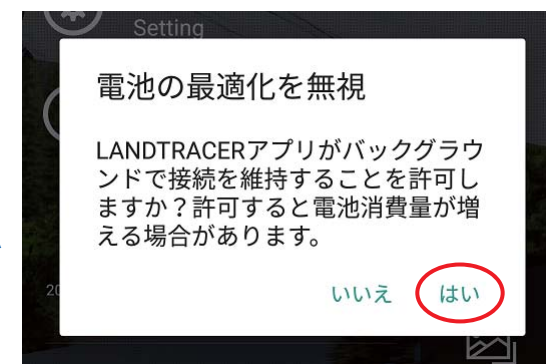 Setting
電池の最適化を無視
LANDTRACERアプリがバックグラウ
ンドで接続を維持することを許可し
ますか？許可すると電池消費量が増
える場合があります。
20
いいえ はい